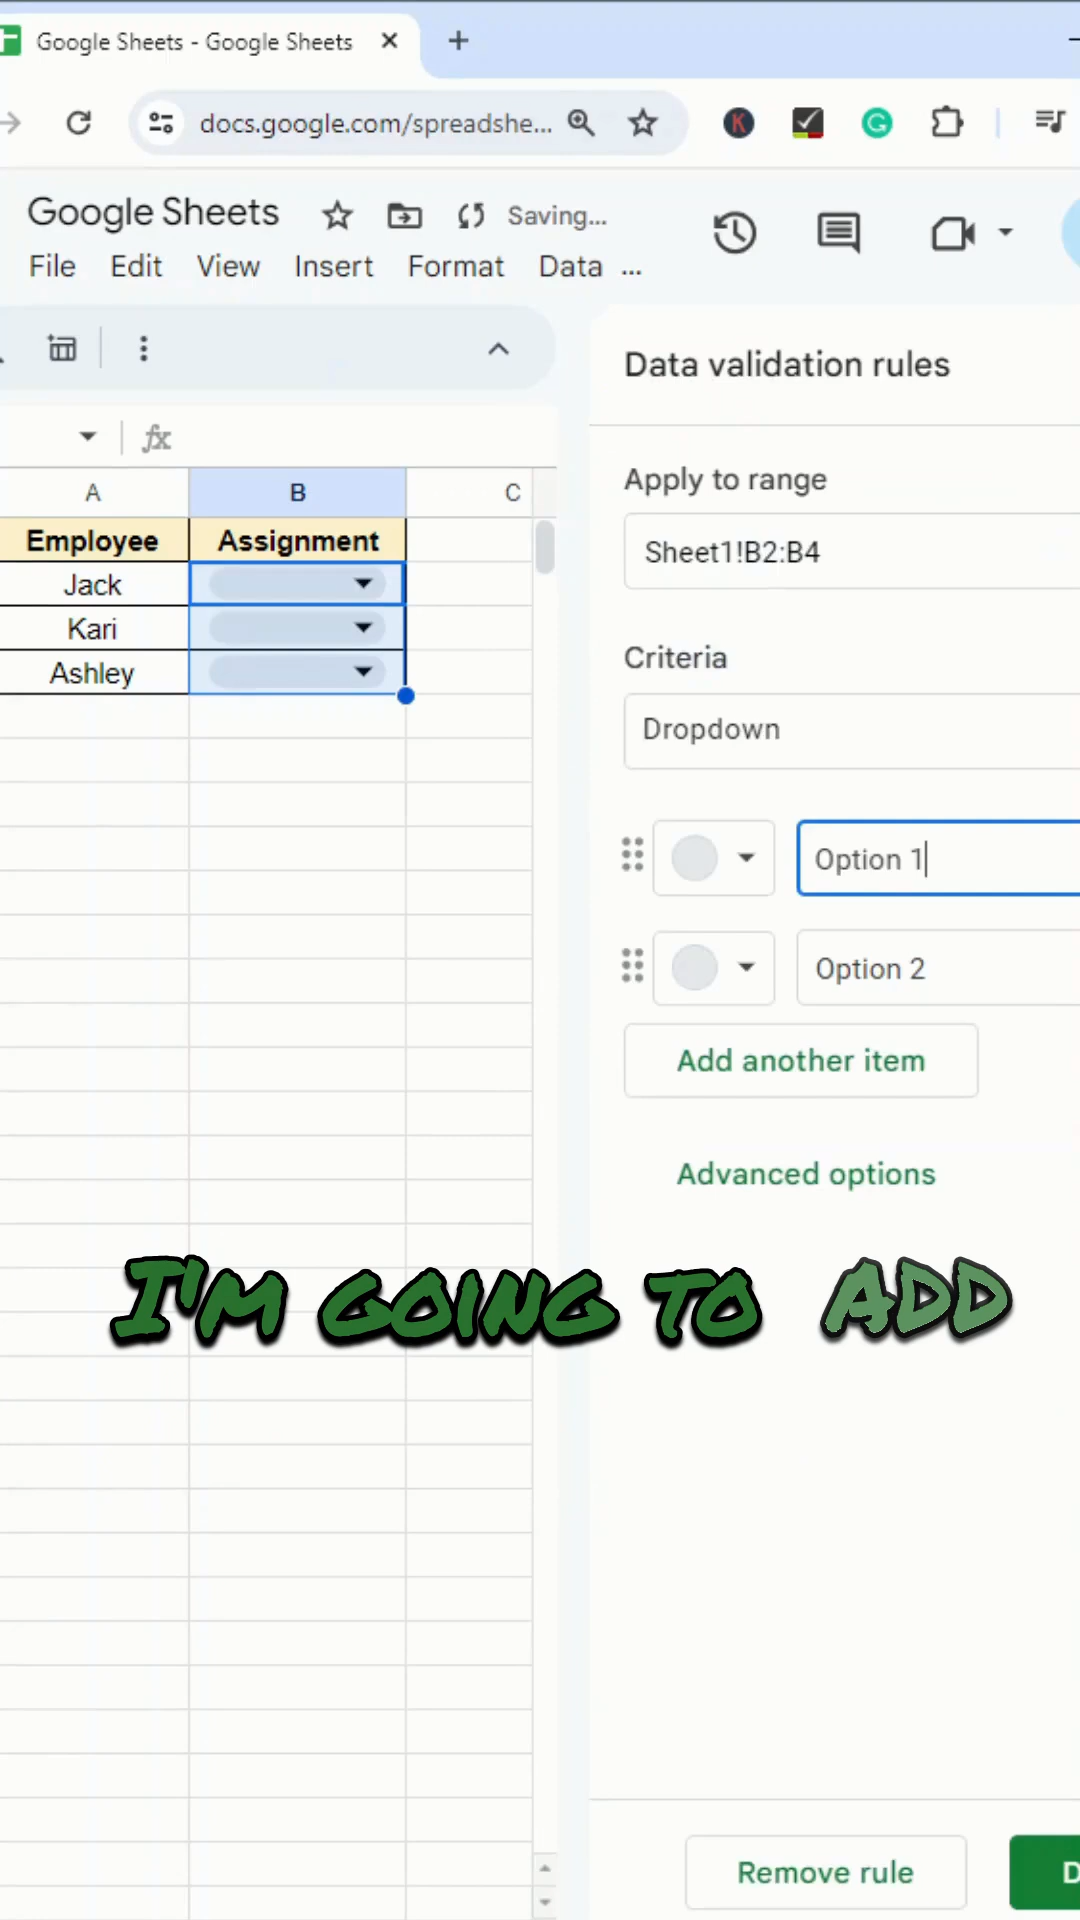 Google Sheets - Google Sheets
docs.google.com/spreadshe...
Google Sheets
Saving...
File Edit View Insert Format Data ...
Data validation rules
fx
Apply to range
A B C
Employee Assignment
Sheet1!B2:B4
Jack
Kari
Criteria
Ashley
Dropdown
Option 1
Option 2
Add another item
Advanced options
I'M GOING TO ADD
Remove rule
D